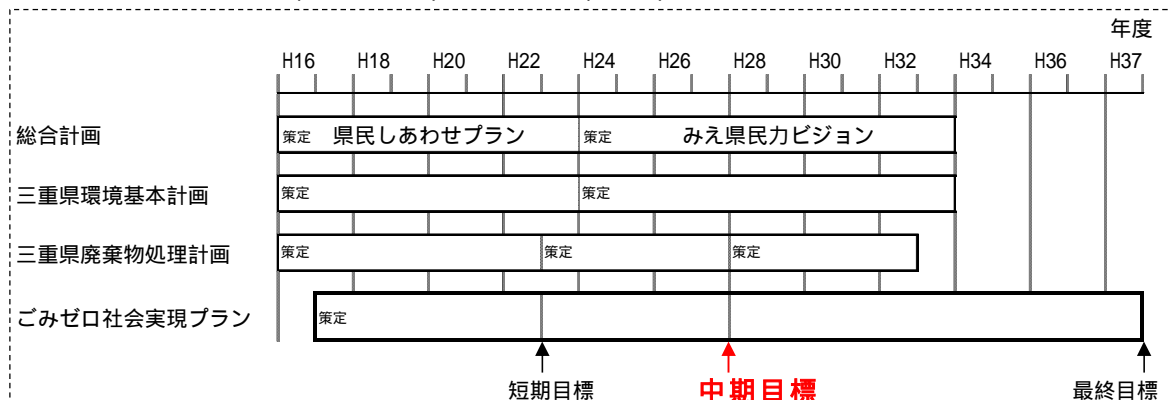 年度
H16 H18 H20 H22 H24 H26 H28 H30 H32 H34 H36 H37
総合計画 策定 県民しあわせプラン 策定 みえ県民力ビジョン
三重県環境基本計画 策定 策定
三重県廃棄物処理計画 策定 策定 策定
ごみゼロ社会実現プラン 策定
短期目標 中期目標 最終目標